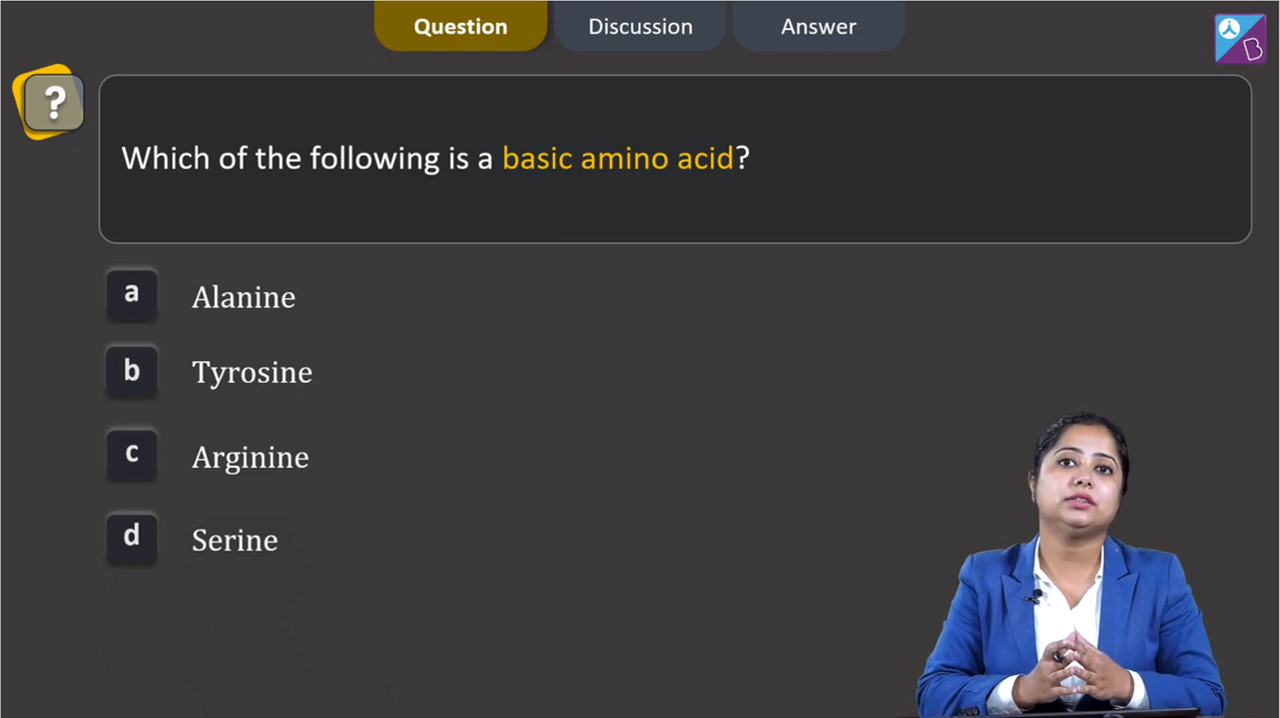 Question Discussion Answer
?
Which of the following is a basic amino acid?
a Alanine
b Tyrosine
c Arginine
d Serine
B